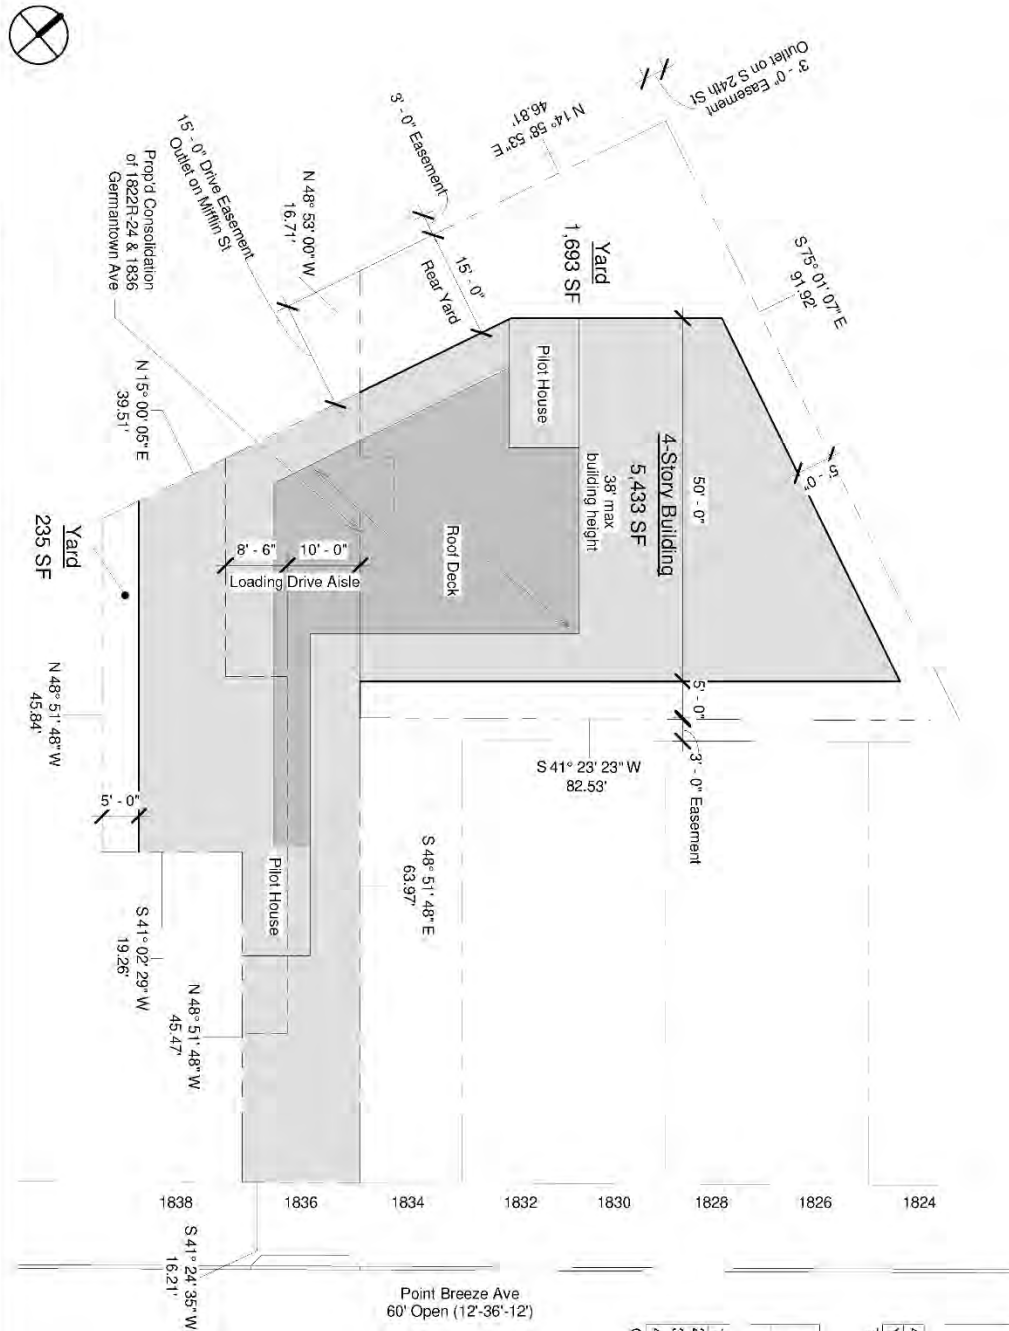 3' - 0" Easement
Outlet on S 24th St
N 14° 58' 53" E
46.81'
3' - 0" Easement
15' - 0" Drive Easement
Outlet on Mifflin St
Prop'd Consolidation
of 1822R-24 & 1836
Germantown Ave
N 48° 53' 00" W
16.71'
15' - 0"
Rear Yard
Yard
1,693 SF
S 75° 01' 07" E
91.92'
Pilot House
4-Story Building
5,433 SF
38' max
building height
50' - 0"
5' - 0"
N 15° 00' 05" E
39.51'
Yard
235 SF
8' - 6"
10' - 0"
Loading
Drive Aisle
Roof Deck
N 48° 51' 48" W
45.84'
5' - 0"
5' - 0"
3' - 0" Easement
S 41° 23' 23" W
82.53'
S 48° 51' 48" E
63.97'
Pilot House
S 41° 02' 29" W
19.26'
N 48° 51' 48" W
45.47'
1838
1836
1834
1832
1830
1828
1826
1824
S 41° 24' 35" W
16.21'
Point Breeze Ave
60' Open (12'-36'-12')